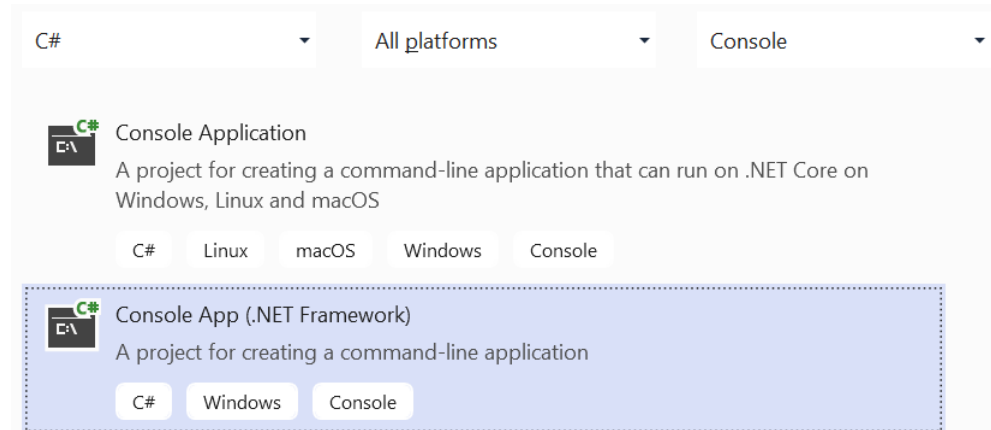 C# All platforms Console
C#
C:\
Console Application
A project for creating a command-line application that can run on .NET Core on
Windows, Linux and macOS
C# Linux macOS Windows Console
C#
C:\
Console App (.NET Framework)
A project for creating a command-line application
C# Windows Console